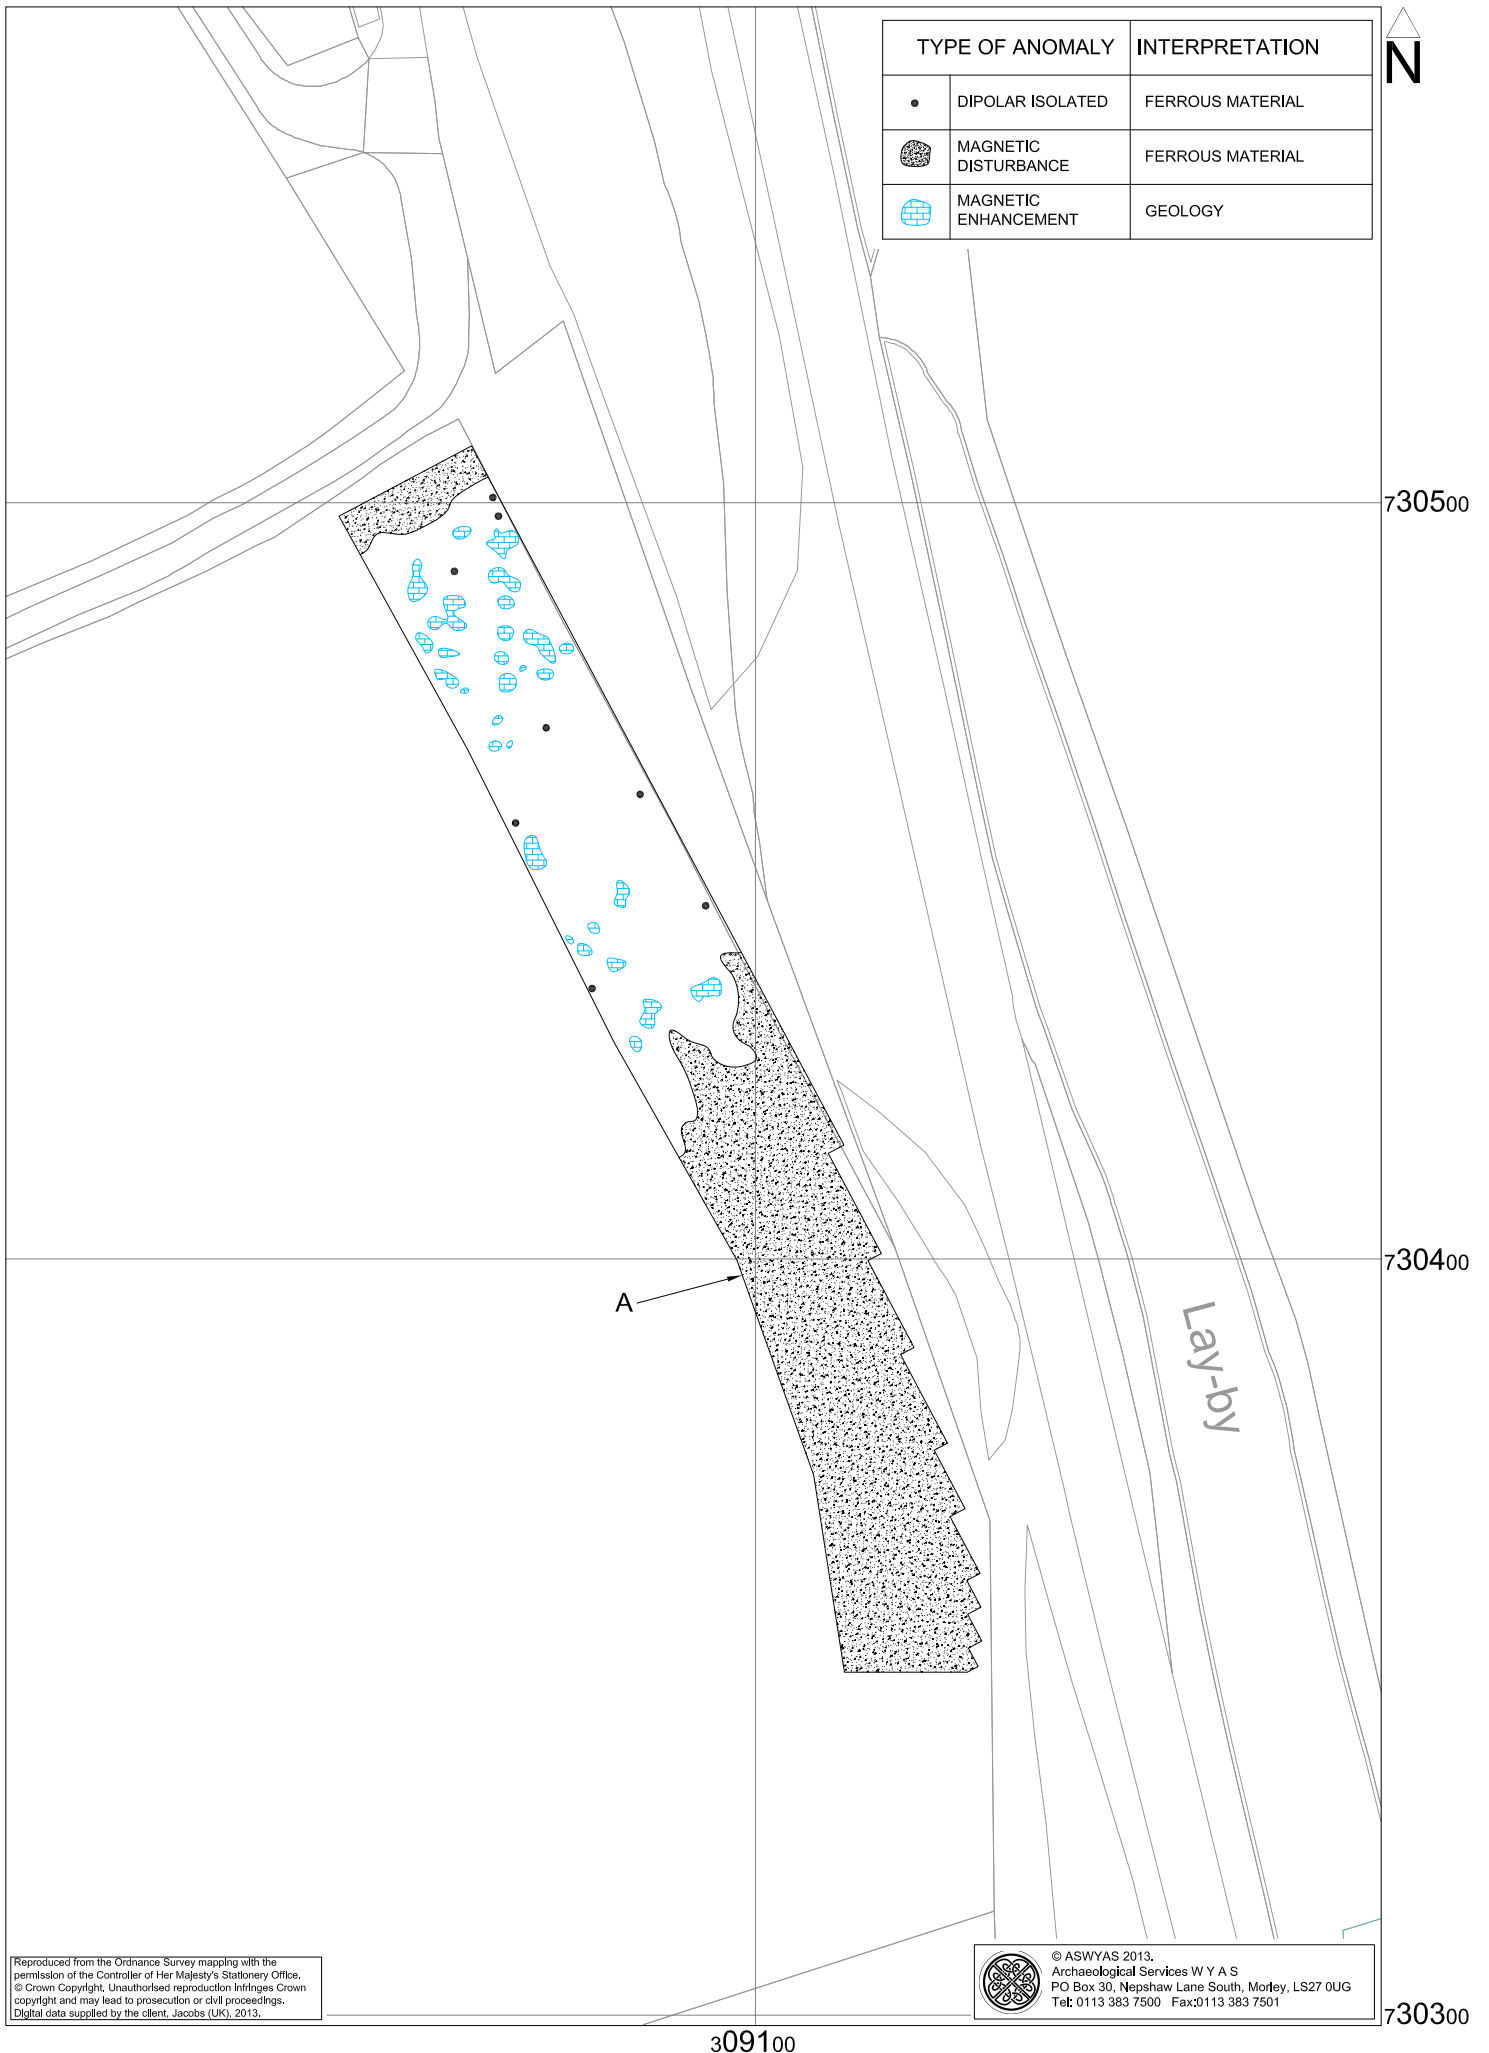 TYPE OF ANOMALY INTERPRETATION
DIPOLAR ISOLATED FERROUS MATERIAL
MAGNETIC
DISTURBANCE
FERROUS MATERIAL
MAGNETIC
ENHANCEMENT
GEOLOGY
N
730500
730400
A
Lay-by
Reproduced from the Ordnance Survey mapping with the
permission of the Controller of Her Majesty's Stationery Office.
© Crown Copyright. Unauthorised reproduction infringes Crown
copyright and may lead to prosecution or civil proceedings.
Digital data supplied by the client, Jacobs (UK), 2013.
© ASWYAS 2013.
Archaeological Services W Y A S
PO Box 30, Nepshaw Lane South, Morley, LS27 0UG
Tel: 0113 383 7500 Fax:0113 383 7501
730300
309100